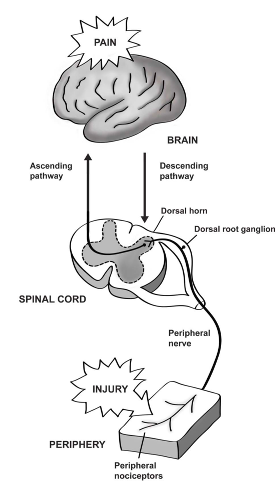 PAIN
BRAIN
Ascending
pathway
Descending
pathway
Dorsal horn
Dorsal root ganglion
SPINAL CORD
Peripheral
nerve
INJURY
PERIPHERY
Peripheral
nociceptors